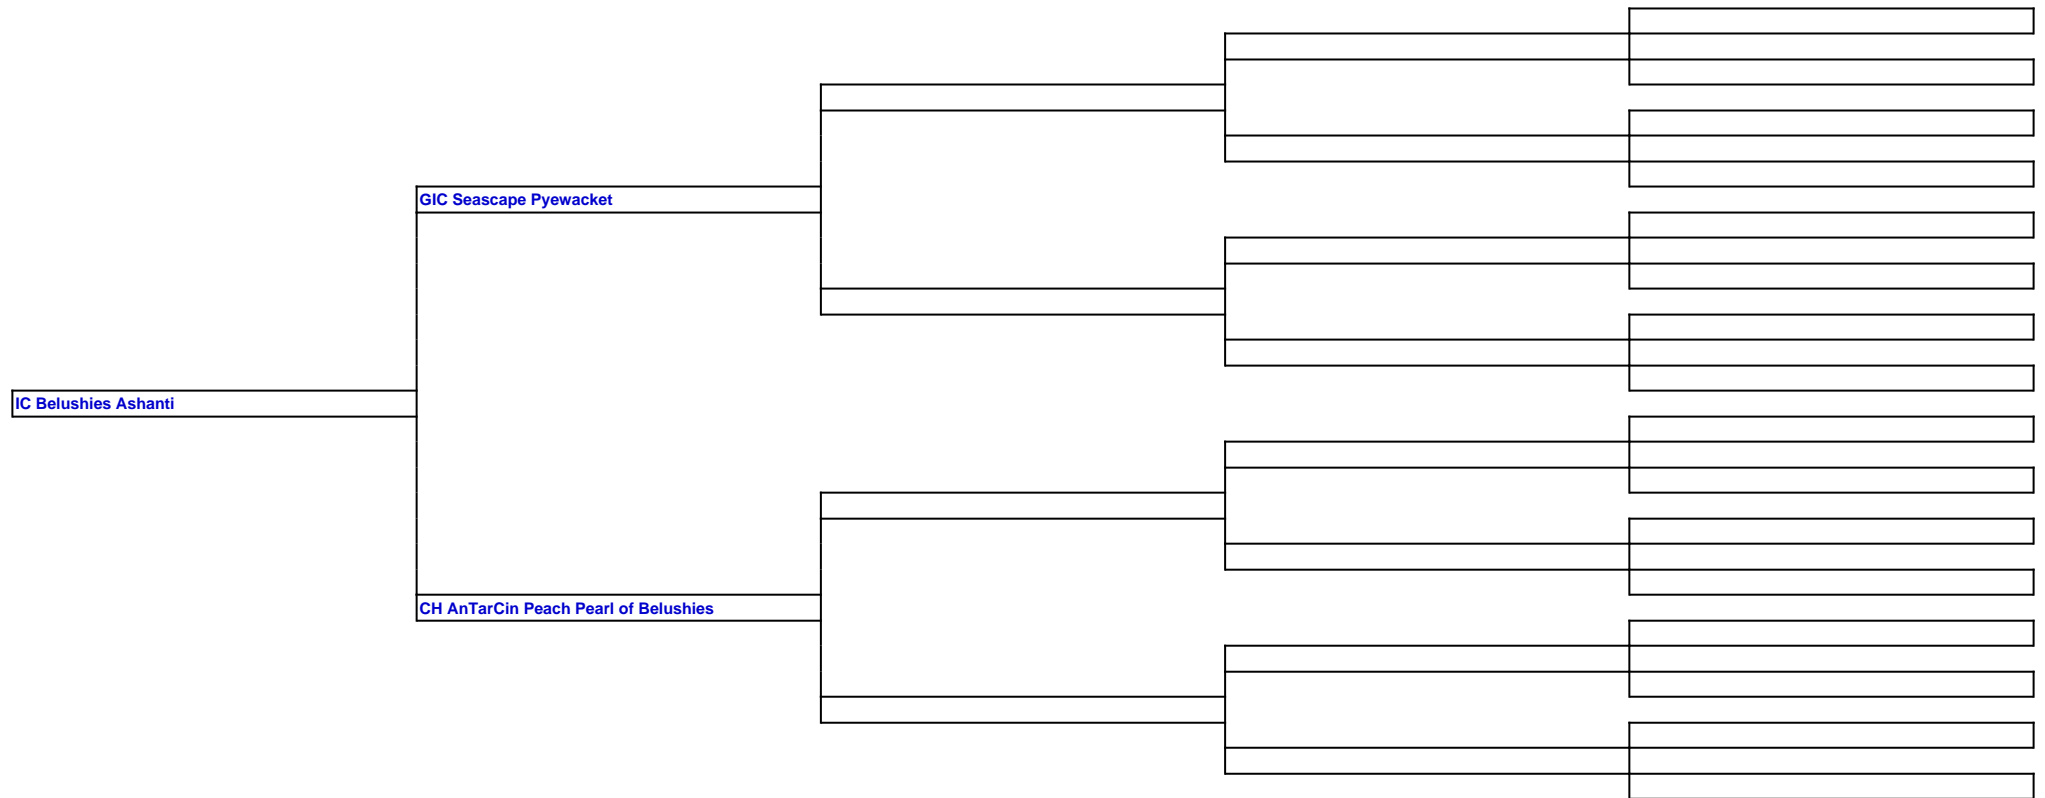 GIC Seascape Pyewacket
IC Belushies Ashanti
CH AnTarCin Peach Pearl of Belushies